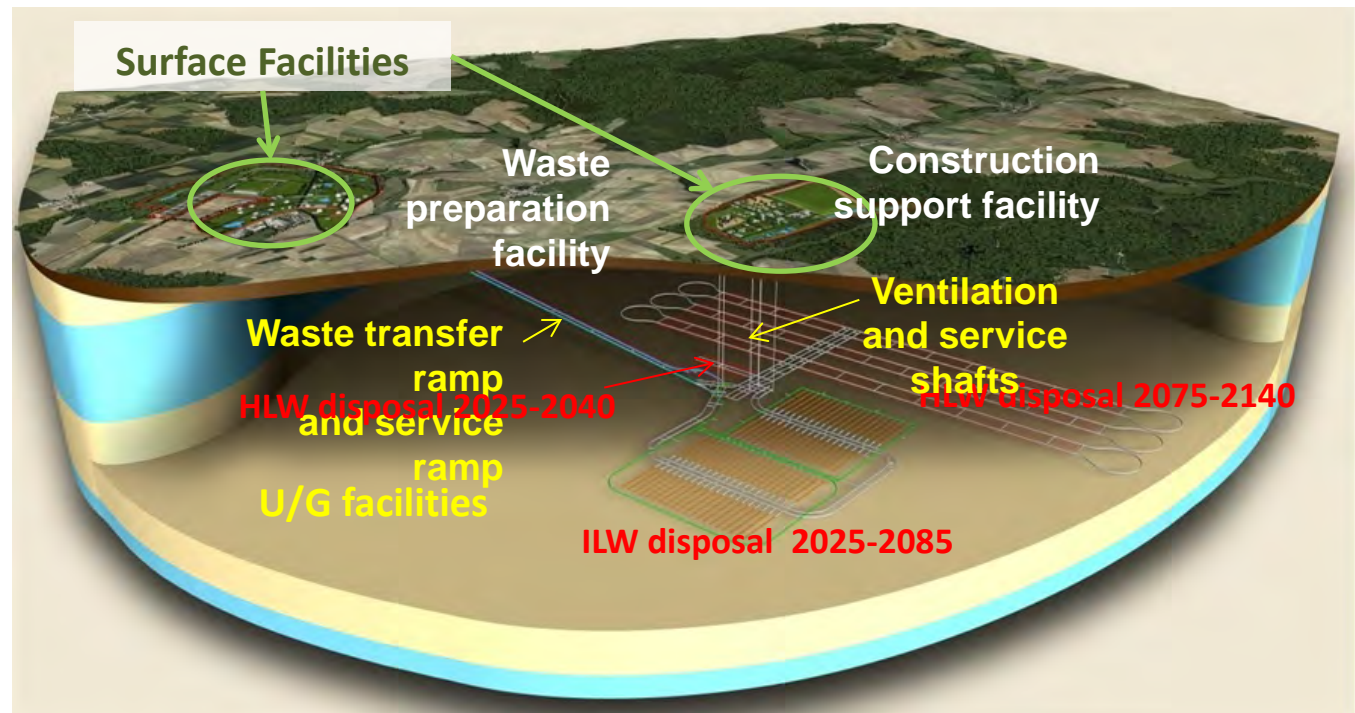 Surface Facilities
Waste
preparation
facility
Construction
support facility
Ventilation
and service
shafts
Waste transfer
ramp
and service
ramp
HLW disposal 2025-2040
HLW disposal 2075-2140
U/G facilities
ILW disposal 2025-2085